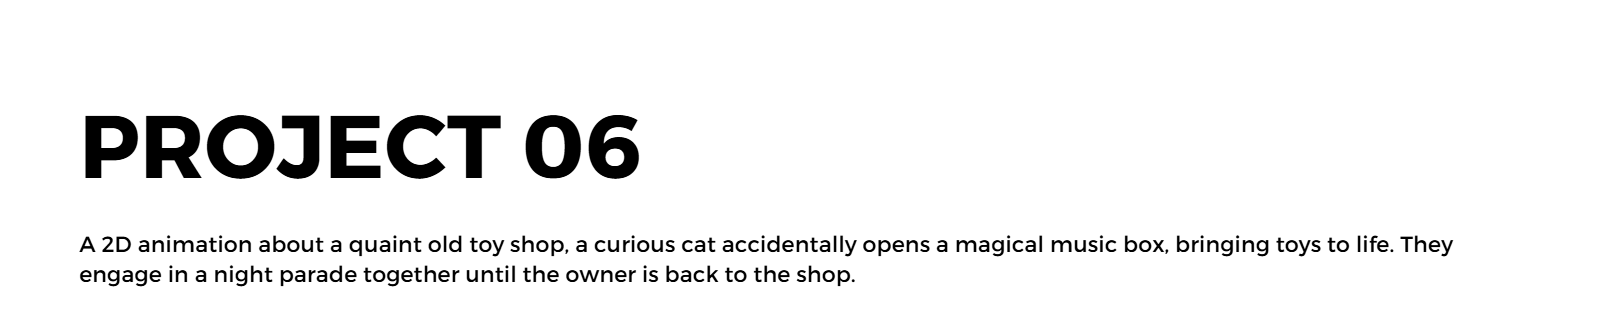 PROJECT 06
A 2D animation about a quaint old toy shop, a curious cat accidentally opens a magical music box, bringing toys to life. They
engage in a night parade together until the owner is back to the shop.